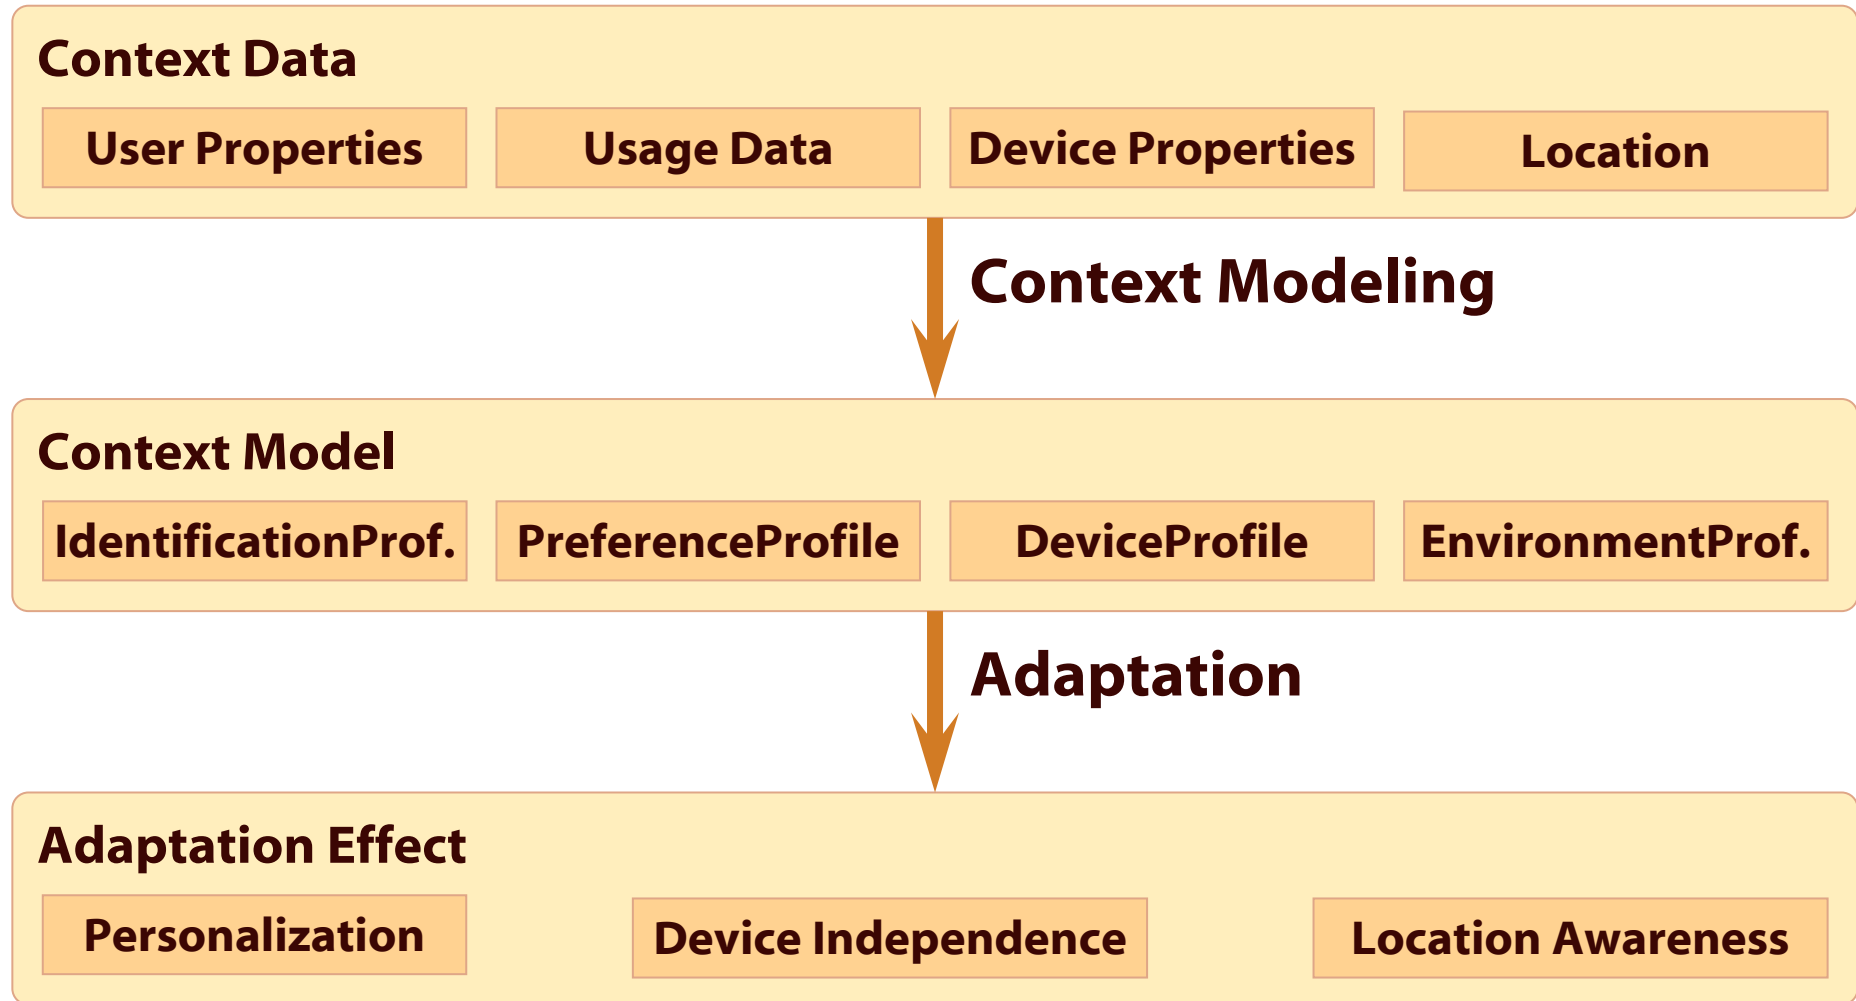 Context Data
User Properties
Usage Data
Device Properties
Location
Context Modeling
Context Model
IdentificationProf.
PreferenceProfile
DeviceProfile
EnvironmentProf.
Adaptation
Adaptation Effect
Personalization
Device Independence
Location Awareness